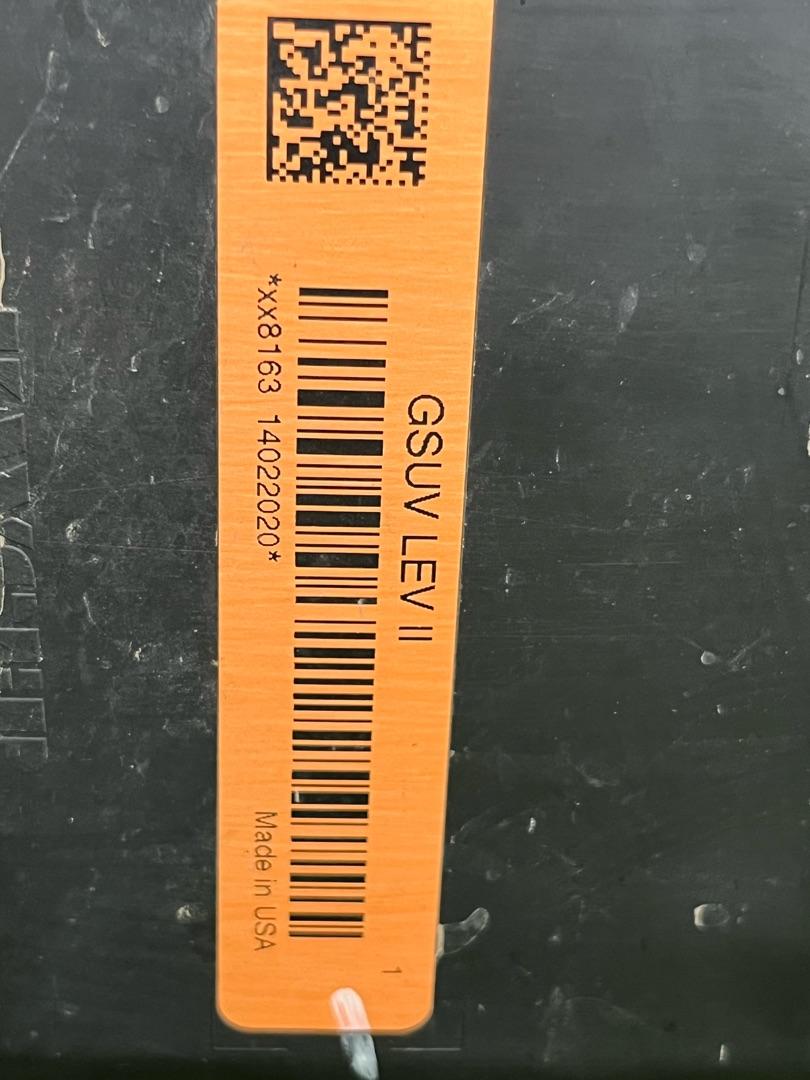 GSUV LEV II
*xx8163 14022020*
Made in USA
1